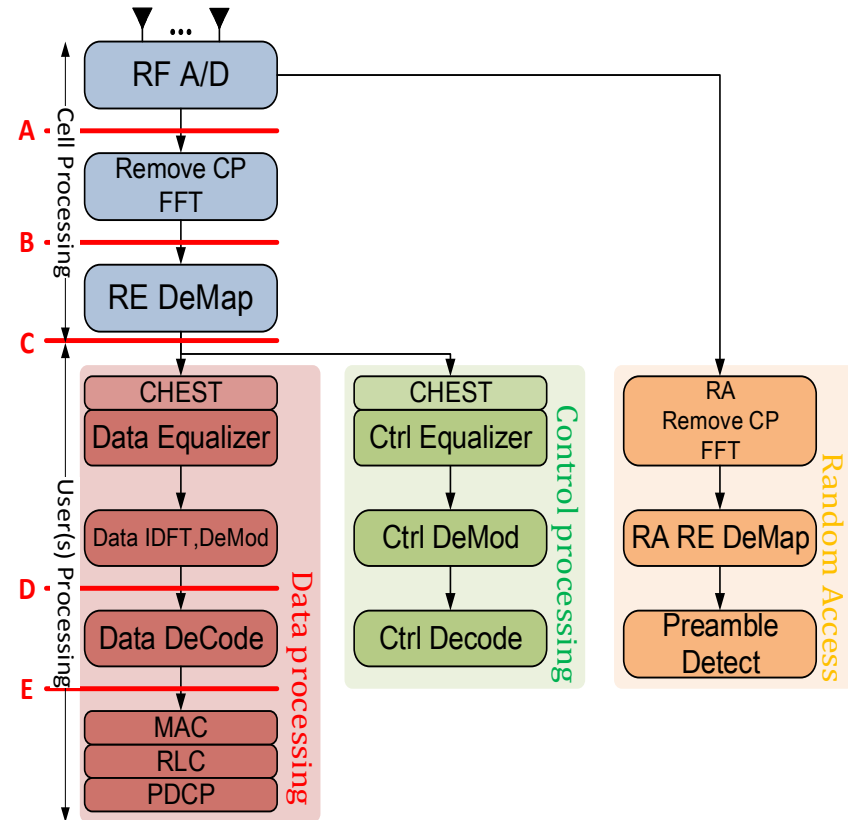 ...
RF A/D
A
Cell Processing
Remove CP
FFT
B
RE DeMap
C
User(s) Processing
CHEST
Data Equalizer
Data IDFT,DeMod
D
Data DeCode
E
MAC
RLC
PDCP
Data processing
CHEST
Ctrl Equalizer
Ctrl DeMod
Ctrl Decode
Control processing
RA
Remove CP
FFT
RA RE DeMap
Preamble
Detect
Random Access